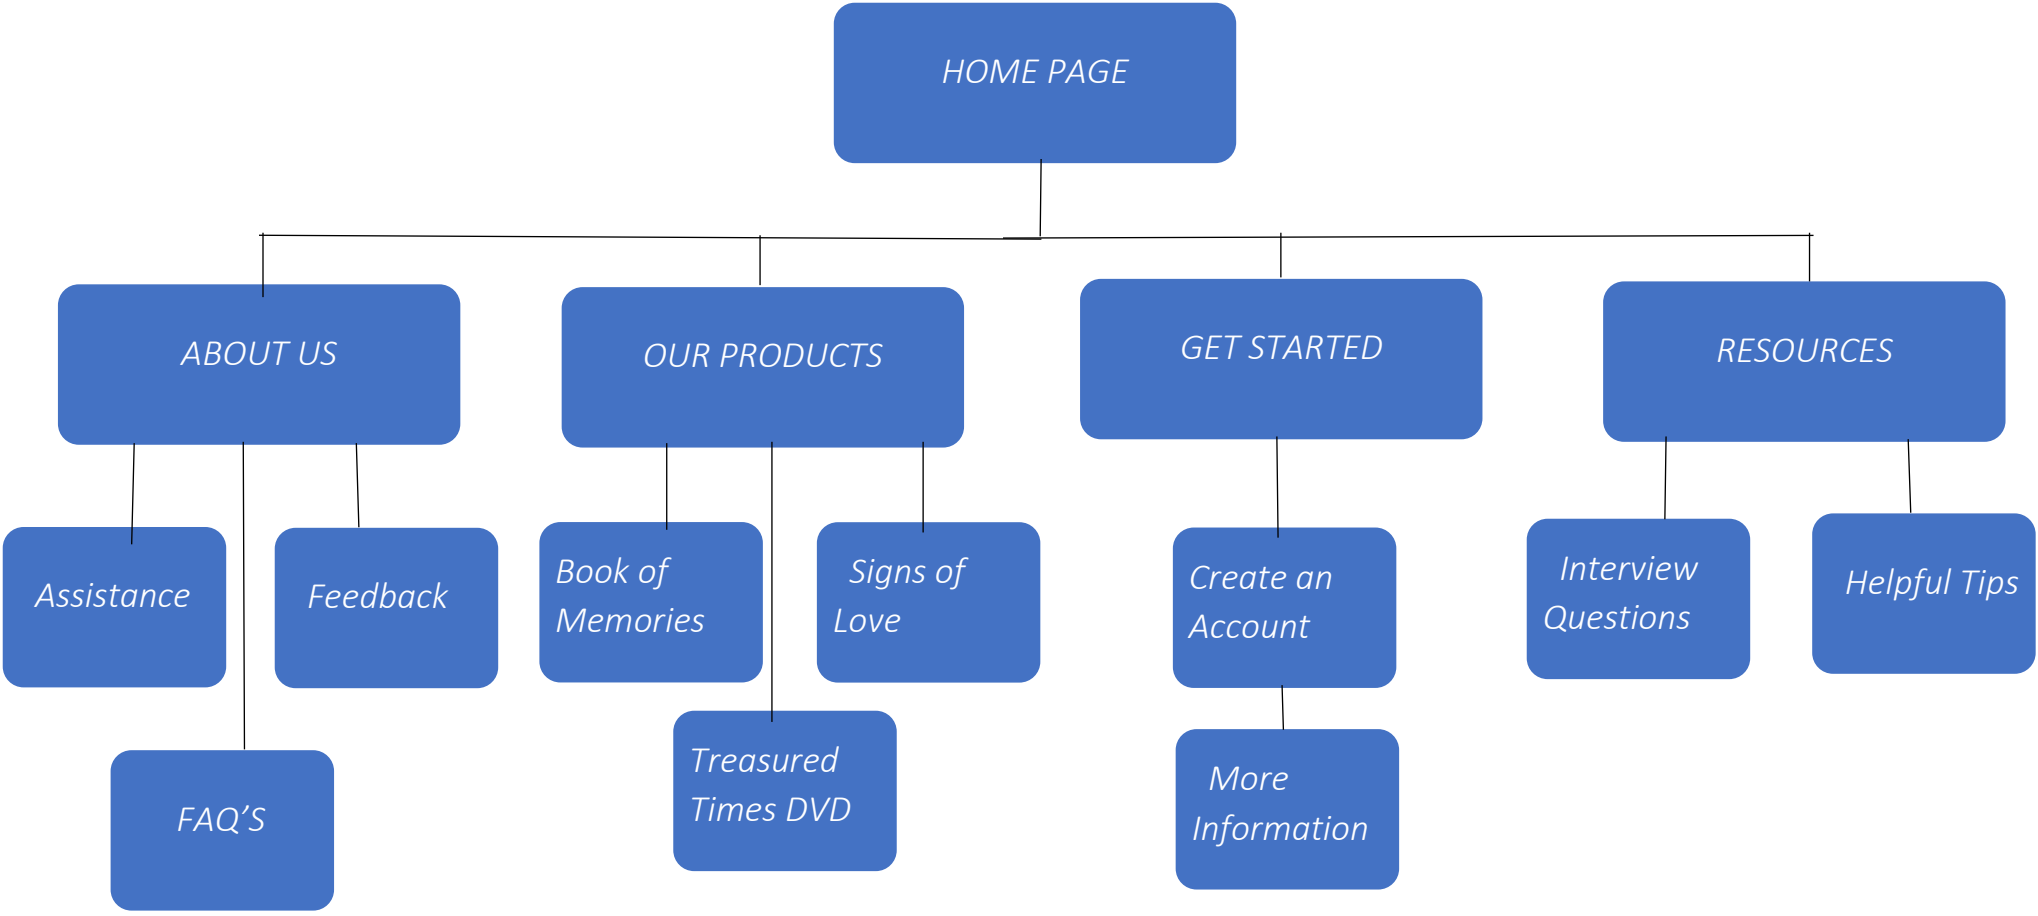 HOME PAGE
ABOUT US
OUR PRODUCTS
GET STARTED
RESOURCES
Assistance
Feedback
FAQ’S
Book of
Memories
Signs of
Love
Treasured
Times DVD
Create an
Account
More
Information
Interview
Questions
Helpful Tips